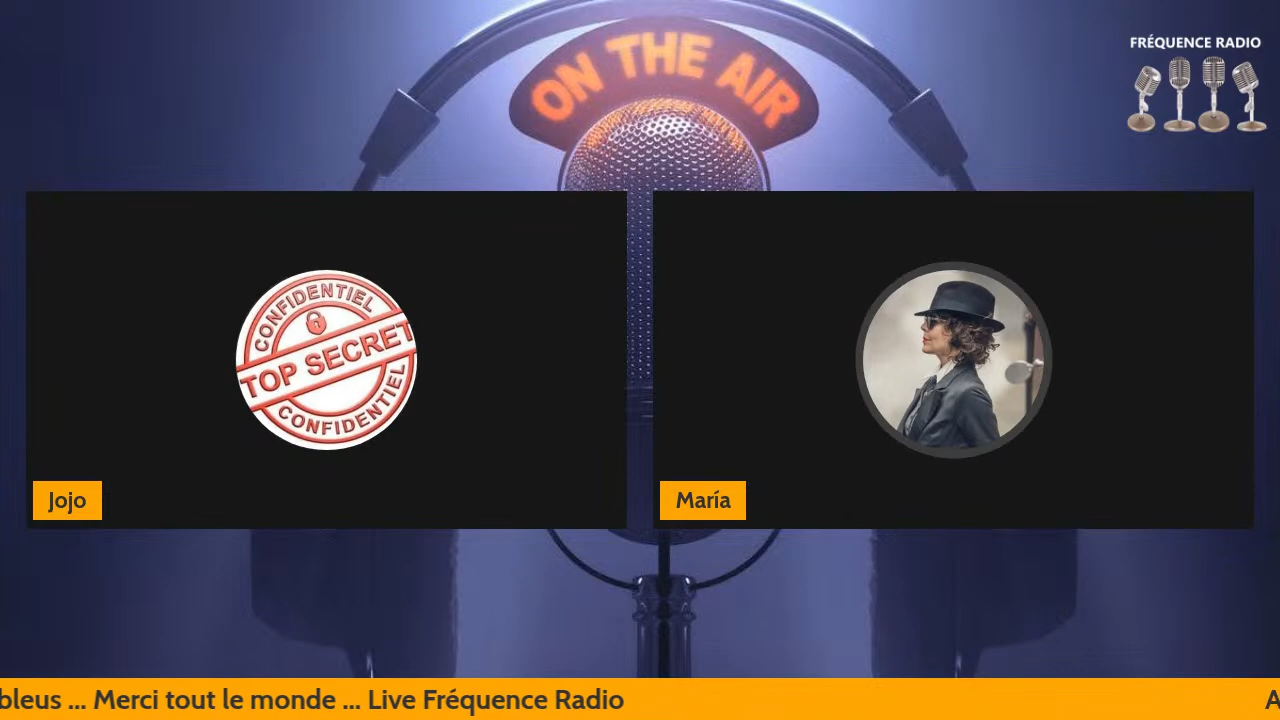 ON THE AIR
FRÉQUENCE RADIO
CONFIDENTIEL
TOP SECRET
CONFIDENTIEL
Jojo
María
bleus ... Merci tout le monde ... Live Fréquence Radio
A